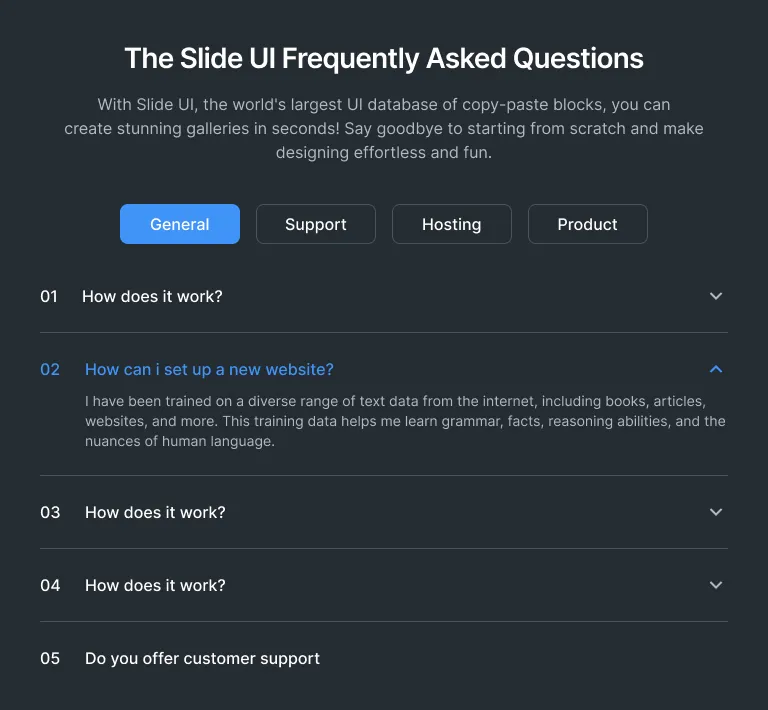 The Slide UI Frequently Asked Questions
With Slide UI, the world's largest UI database of copy-paste blocks, you can
create stunning galleries in seconds! Say goodbye to starting from scratch and make
designing effortless and fun.
General Support Hosting Product
01 How does it work?
02 How can i set up a new website?
I have been trained on a diverse range of text data from the internet, including books, articles,
websites, and more. This training data helps me learn grammar, facts, reasoning abilities, and the
nuances of human language.
03 How does it work?
04 How does it work?
05 Do you offer customer support